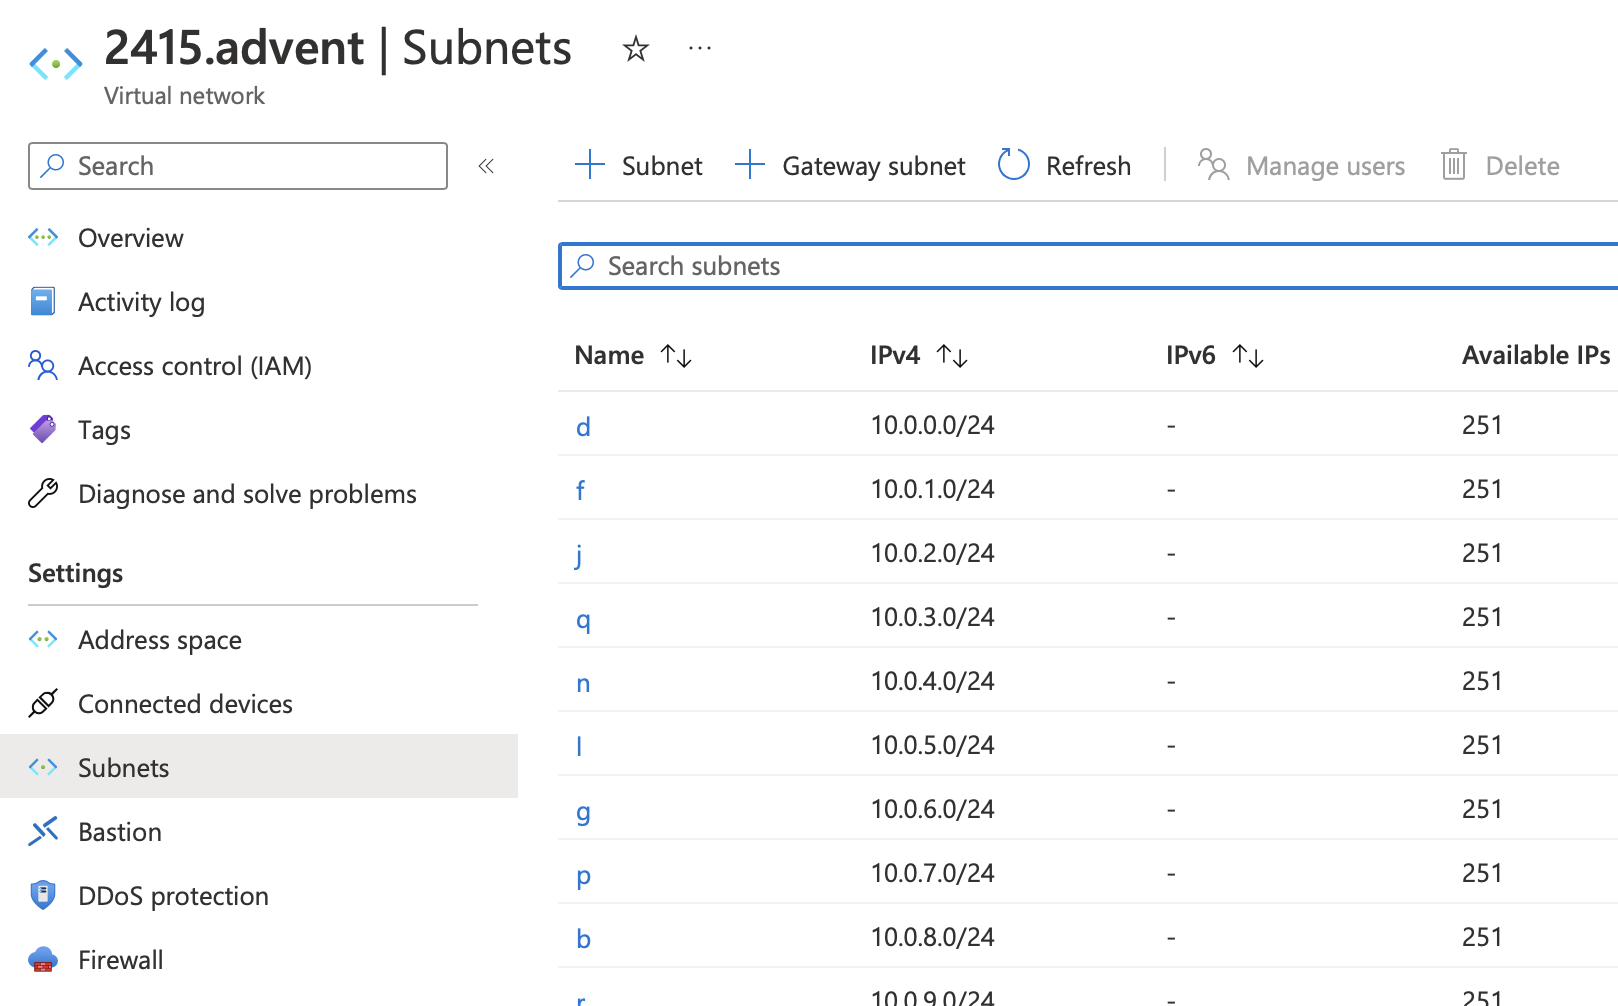 2415.advent | Subnets ☆ ···
Virtual network
Search «
Overview
Activity log
Access control (IAM)
Tags
Diagnose and solve problems
Settings
Address space
Connected devices
Subnets
Bastion
DDoS protection
Firewall
+ Subnet + Gateway subnet Refresh | Manage users Delete
Search subnets
Name ↑↓ IPv4 ↑↓ IPv6 ↑↓ Available IPs
d 10.0.0.0/24 - 251
f 10.0.1.0/24 - 251
j 10.0.2.0/24 - 251
q 10.0.3.0/24 - 251
n 10.0.4.0/24 - 251
l 10.0.5.0/24 - 251
g 10.0.6.0/24 - 251
p 10.0.7.0/24 - 251
b 10.0.8.0/24 - 251
r 10.0.9.0/24 - 251